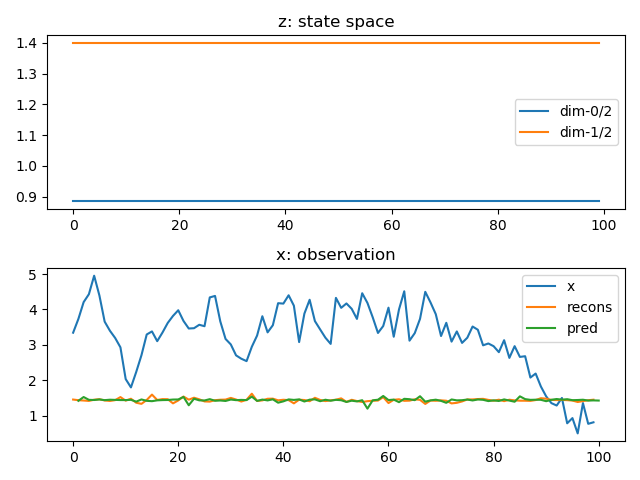 z: state space
1.4
1.3
1.2
1.1
1.0
0.9
dim-0/2
dim-1/2
0 20 40 60 80 100
x: observation
5
4
3
2
1
x
recons
pred
0 20 40 60 80 100